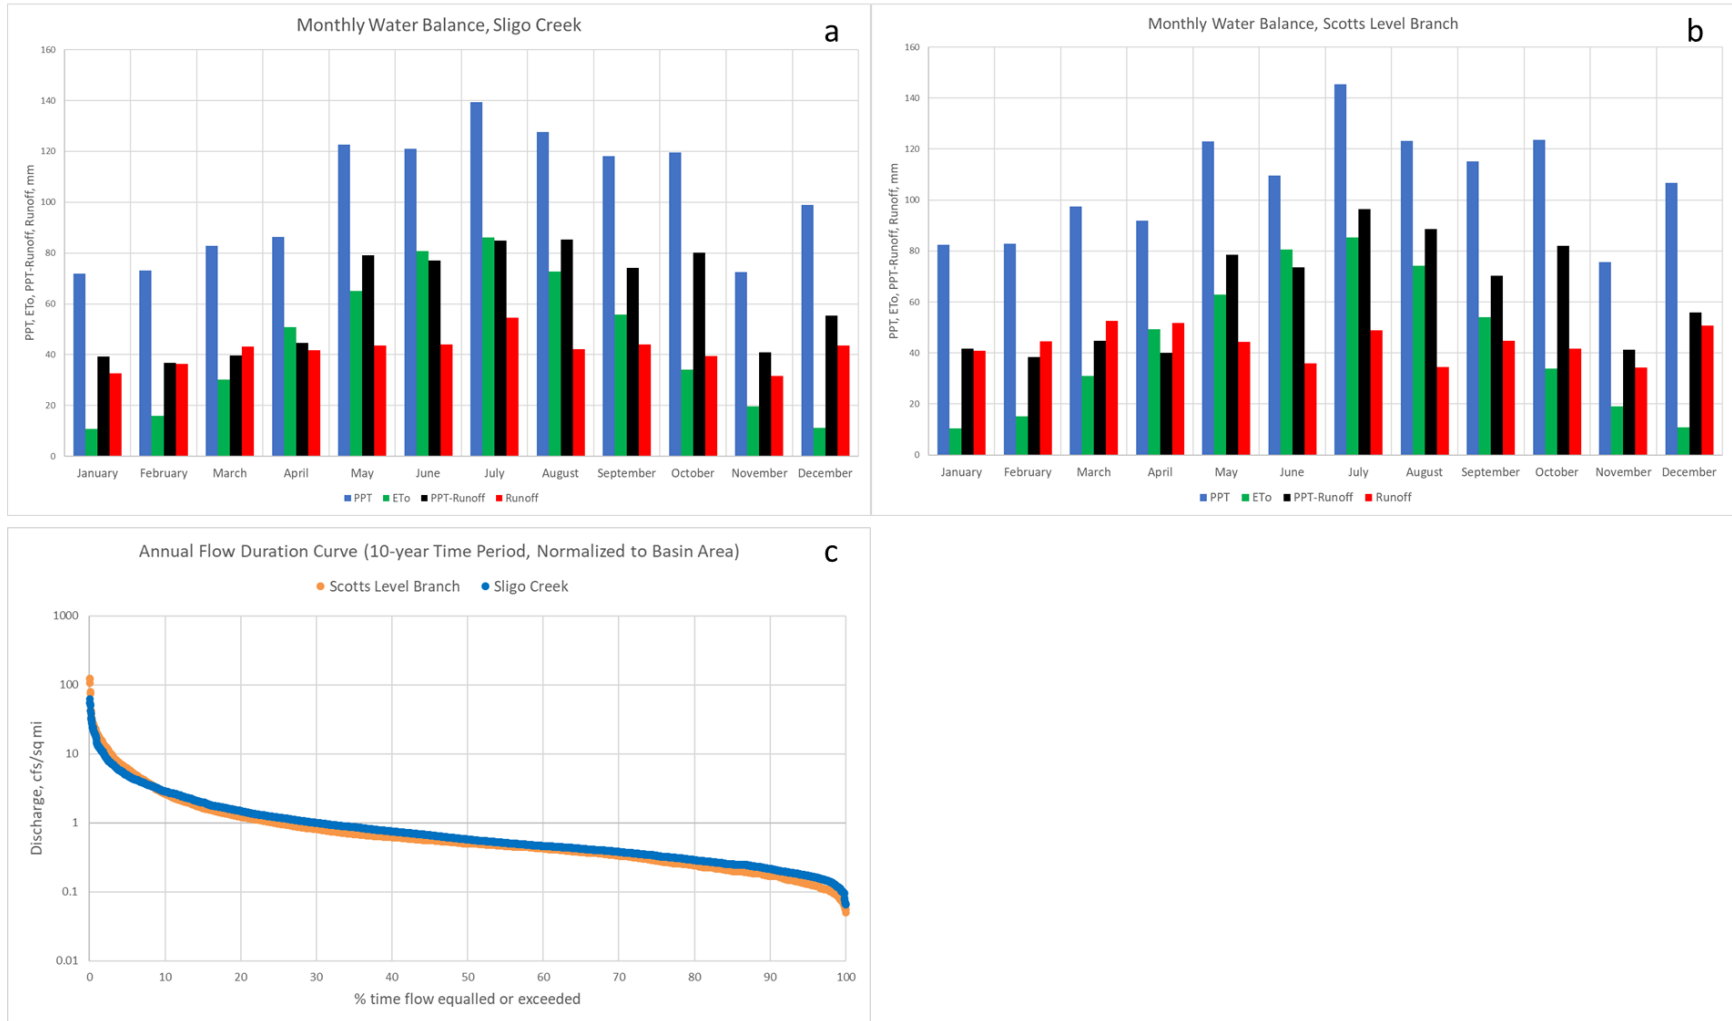 Monthly Water Balance, Sligo Creek
a
PPT, ETo, PPT-Runoff, Runoff, mm
160
140
120
100
80
60
40
20
0
January February March April May June July August September October November December
PPT ETo PPT-Runoff Runoff
Monthly Water Balance, Scotts Level Branch
b
PPT, ETo, PPT-Runoff, Runoff, mm
160
140
120
100
80
60
40
20
0
January February March April May June July August September October November December
PPT ETo PPT-Runoff Runoff
Annual Flow Duration Curve (10-year Time Period, Normalized to Basin Area)
c
Scotts Level Branch Sligo Creek
Discharge, cfs/sq mi
1000
100
10
1
0.1
0.01
0 10 20 30 40 50 60 70 80 90 100
% time flow equalled or exceeded